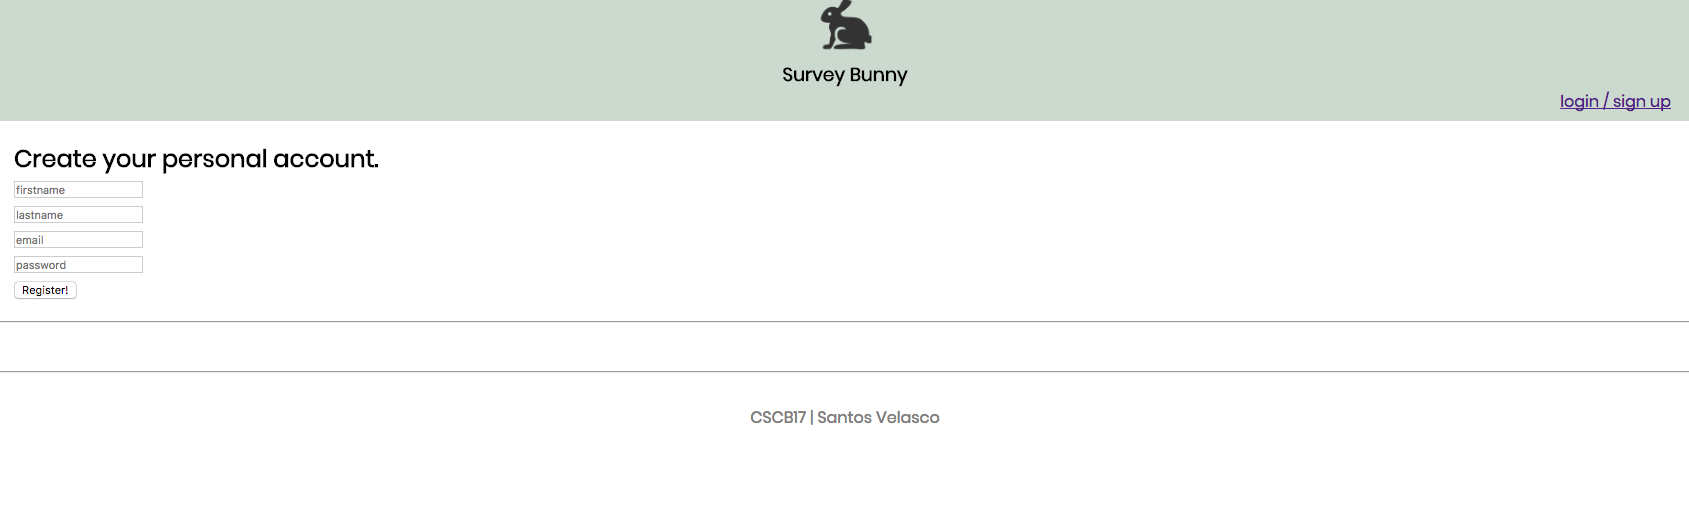 Survey Bunny
login / sign up
Create your personal account.
firstname
lastname
email
password
Register!
CSCB17 | Santos Velasco